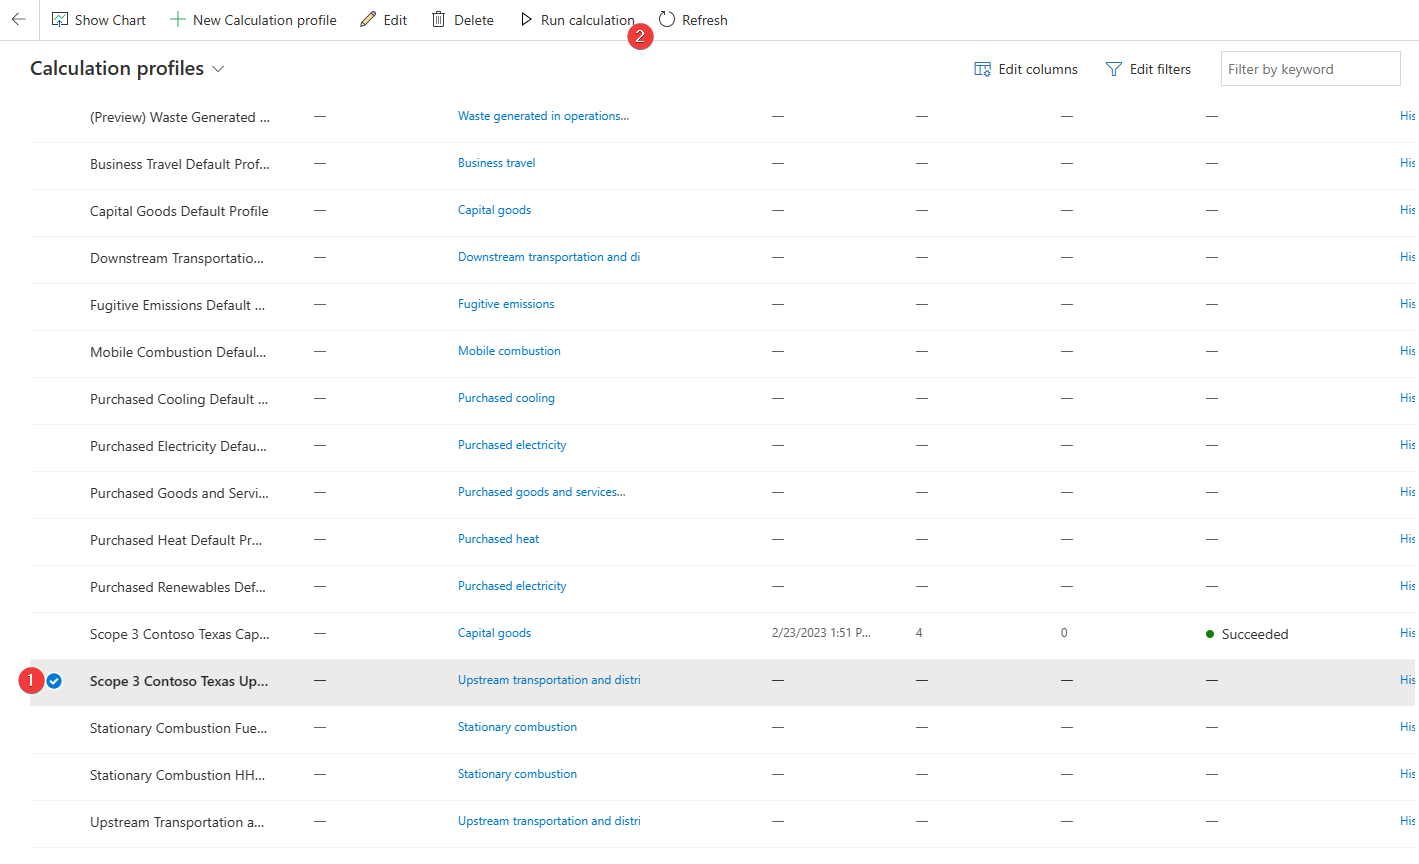 Show Chart New Calculation profile Edit Delete Run calculation Refresh
2
Calculation profiles Edit columns Edit filters Filter by keyword
(Preview) Waste Generated ... — Waste generated in operations... — — — — His
Business Travel Default Prof... — Business travel — — — — His
Capital Goods Default Profile — Capital goods — — — — His
Downstream Transportatio... — Downstream transportation and di — — — — His
Fugitive Emissions Default ... — Fugitive emissions — — — — His
Mobile Combustion Defaul... — Mobile combustion — — — — His
Purchased Cooling Default ... — Purchased cooling — — — — His
Purchased Electricity Defau... — Purchased electricity — — — — His
Purchased Goods and Servi... — Purchased goods and services... — — — — His
Purchased Heat Default Pr... — Purchased heat — — — — His
Purchased Renewables Def... — Purchased electricity — — — — His
Scope 3 Contoso Texas Cap... — Capital goods 2/23/2023 1:51 P... 4 0 Succeeded His
1 Scope 3 Contoso Texas Up... — Upstream transportation and distri — — — — His
Stationary Combustion Fue... — Stationary combustion — — — — His
Stationary Combustion HH... — Stationary combustion — — — — His
Upstream Transportation a... — Upstream transportation and distri — — — — His